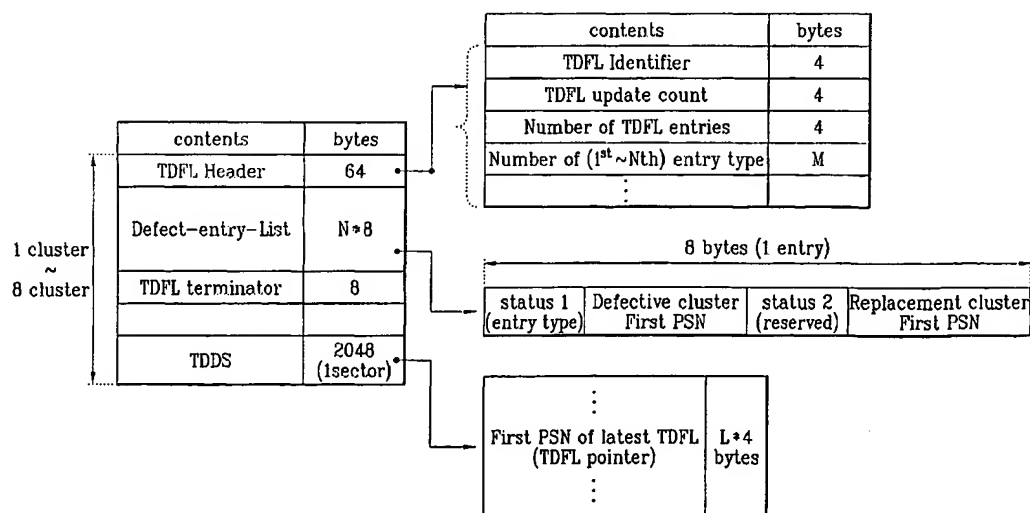 contents bytes
TDFL Identifier 4
TDFL update count 4
Number of TDFL entries 4
Number of (1st~Nth) entry type M
⋮
contents bytes
TDFL Header 64
Defect-entry-List N*8
TDFL terminator 8
TDDS 2048
(1sector)
1 cluster
~
8 cluster
8 bytes (1 entry)
status 1 Defective cluster status 2 Replacement cluster
(entry type) First PSN (reserved) First PSN
⋮
First PSN of latest TDFL L*4
(TDFL pointer) bytes
⋮